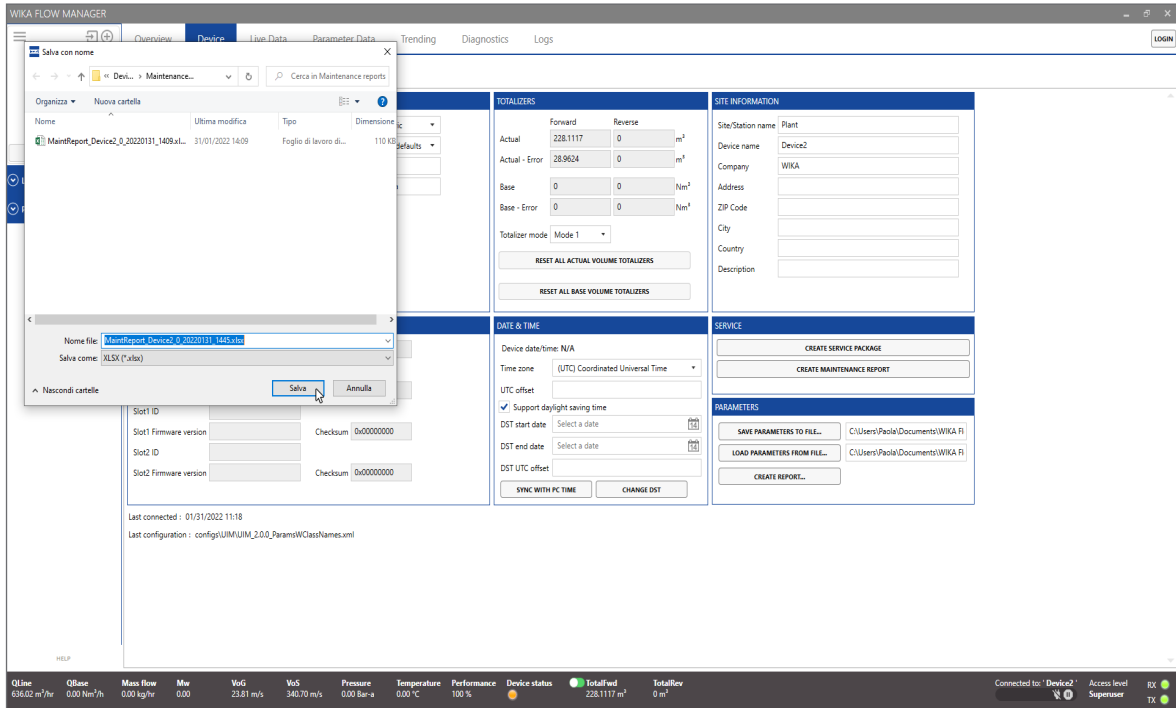 WIKA FLOW MANAGER
Overview Device Live Data Parameter Data Trending Diagnostics Logs
LOGIN
Salva con nome
« Devi... › Maintenance...
Cerca in Maintenance reports
Organizza Nuova cartella
Nome Ultima modifica Tipo Dimensione
MaintReport_Device2_0_20220131_1409.xl... 31/01/2022 14:09 Foglio di lavoro di... 110 KB
Nome file: MaintReport_Device2_0_20220131_1445.xlsx
Salva come: XLSX (*.xlsx)
Nascondi cartelle
Salva Annulla
defaults
Slot1 ID
Slot1 Firmware version Checksum 0x00000000
Slot2 ID
Slot2 Firmware version Checksum 0x00000000
Last connected : 01/31/2022 11:18
Last configuration : configs\UIM\UIM_2.0.0_ParamsWClassNames.xml
TOTALIZERS
Forward Reverse
Actual 228.1117 0 m³
Actual - Error 28.9624 0 m³
Base 0 0 Nm³
Base - Error 0 0 Nm³
Totalizer mode Mode 1
RESET ALL ACTUAL VOLUME TOTALIZERS
RESET ALL BASE VOLUME TOTALIZERS
SITE INFORMATION
Site/Station name Plant
Device name Device2
Company WIKA
Address
ZIP Code
City
Country
Description
DATE & TIME
Device date/time: N/A
Time zone (UTC) Coordinated Universal Time
UTC offset
Support daylight saving time
DST start date Select a date 14
DST end date Select a date 14
DST UTC offset
SYNC WITH PC TIME CHANGE DST
SERVICE
CREATE SERVICE PACKAGE
CREATE MAINTENANCE REPORT
PARAMETERS
SAVE PARAMETERS TO FILE... C:\Users\Paola\Documents\WIKA Fl
LOAD PARAMETERS FROM FILE... C:\Users\Paola\Documents\WIKA Fl
CREATE REPORT...
HELP
QLine QBase Mass flow Mw VoG VoS Pressure Temperature Performance Device status TotalFwd TotalRev
636.02 m³/hr 0.00 Nm³/h 0.00 kg/hr 0.00 23.81 m/s 340.70 m/s 0.00 Bar-a 0.00 °C 100 % 228.1117 m³ 0 m³
Connected to: ' Device2 ' Access level RX
Superuser TX